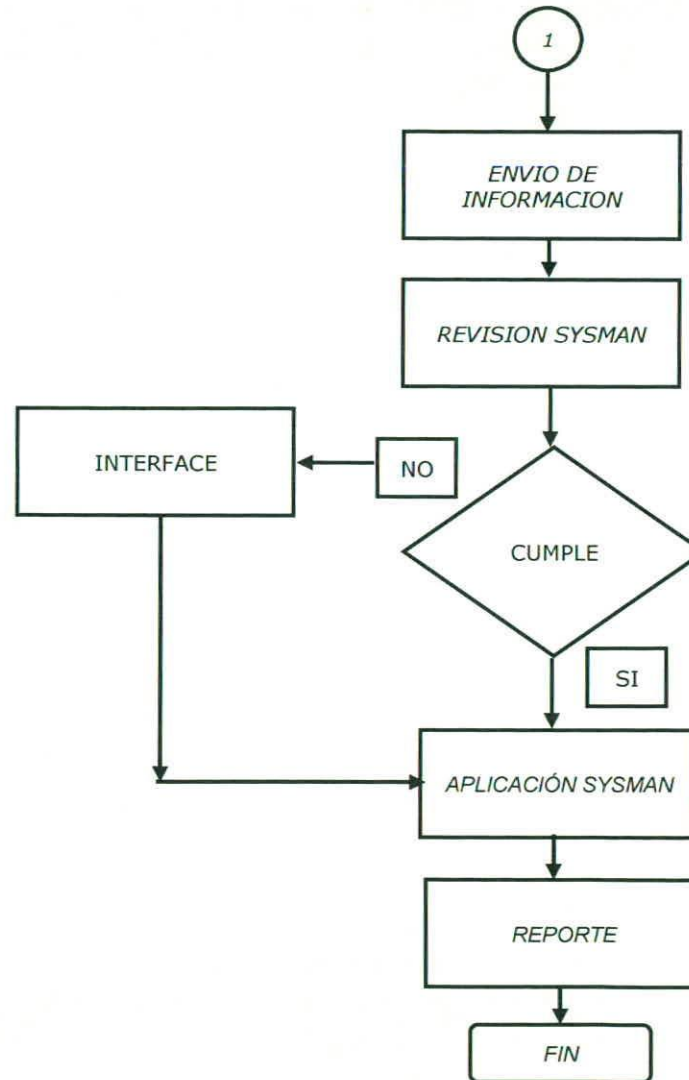 1
ENVIO DE
INFORMACION
REVISION SYSMAN
INTERFACE
NO
CUMPLE
SI
APLICACIÓN SYSMAN
REPORTE
FIN